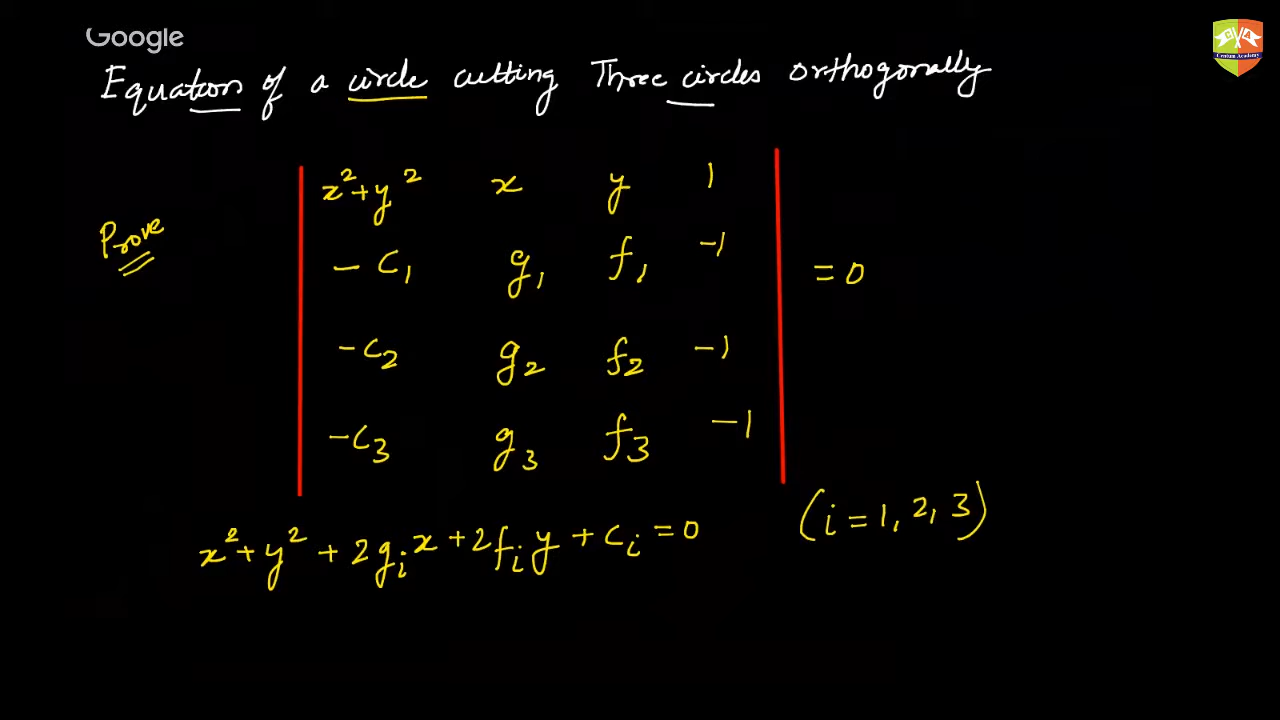 Google
Equation of a circle cutting Three circles orthogonally
x²+y² x y 1
Prove
-C₁ g₁ f₁ -1
= 0
-C₂ g₂ f₂ -1
-C₃ g₃ f₃ -1
x²+y²+2gᵢx+2fᵢy+cᵢ=0 (i=1,2,3)